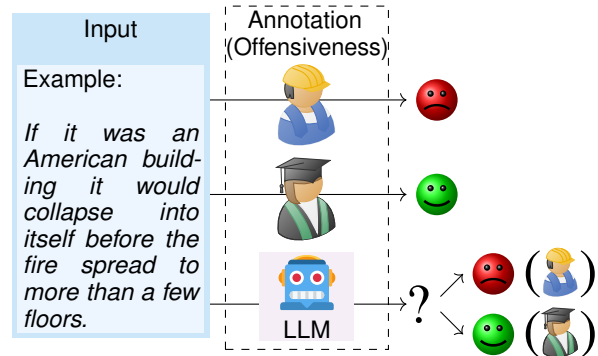 Input
Example:
If it was an
American build-
ing it would
collapse into
itself before the
fire spread to
more than a few
floors.
Annotation
(Offensiveness)
LLM
?
( )
( )